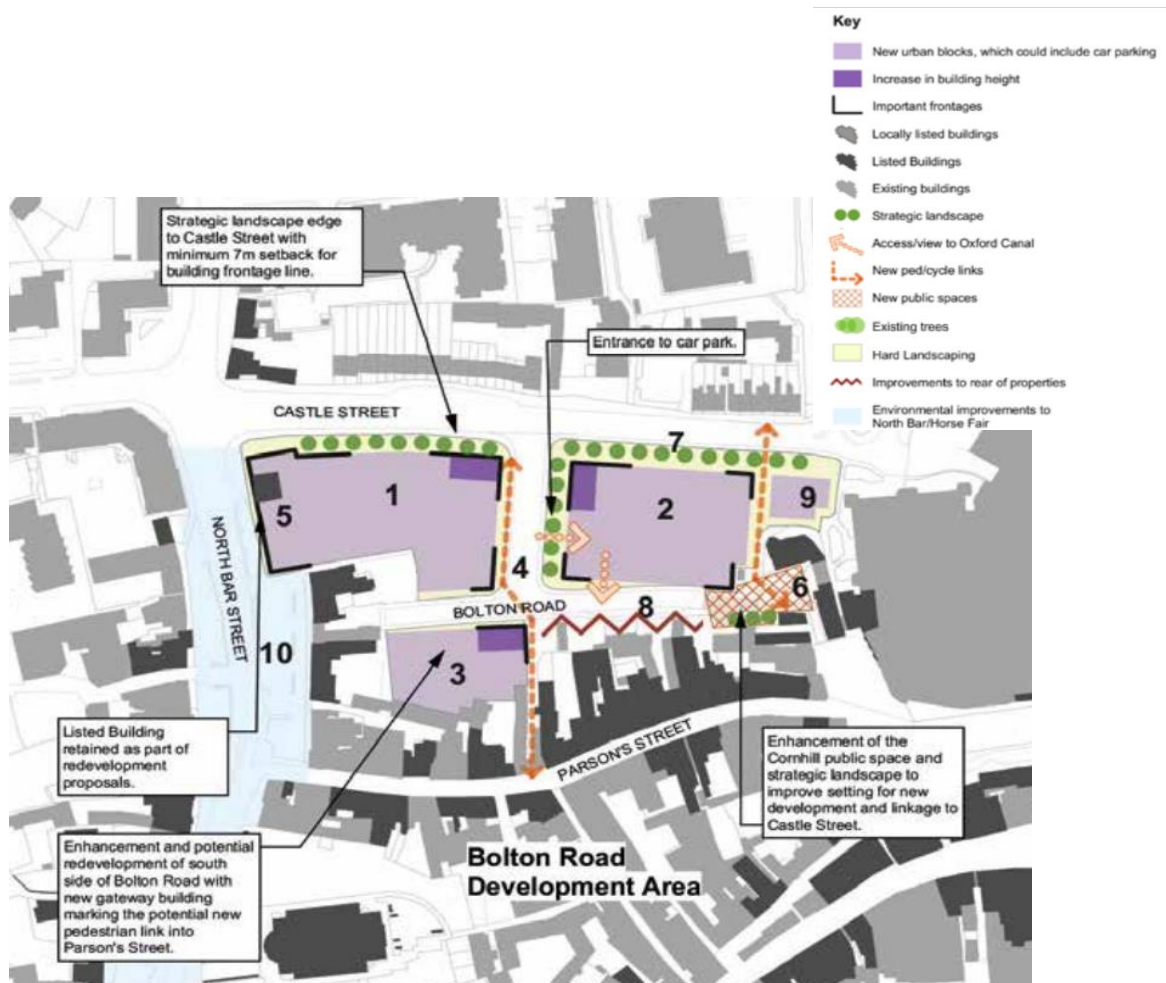 Key
New urban blocks, which could include car parking
Increase in building height
Important frontages
Locally listed buildings
Listed Buildings
Existing buildings
Strategic landscape
Access/view to Oxford Canal
New ped/cycle links
New public spaces
Existing trees
Hard Landscaping
Improvements to rear of properties
Environmental improvements to
North Bar/Horse Fair
Strategic landscape edge
to Castle Street with
minimum 7m setback for
building frontage line.
Entrance to car park.
CASTLE STREET
7
1
2
9
5
4
6
NORTH BAR STREET
BOLTON ROAD
8
10
3
PARSON'S STREET
Listed Building
retained as part of
redevelopment
proposals.
Enhancement of the
Cornhill public space and
strategic landscape to
improve setting for new
development and linkage to
Castle Street.
Enhancement and potential
redevelopment of south
side of Bolton Road with
new gateway building
marking the potential new
pedestrian link into
Parson's Street.
Bolton Road
Development Area